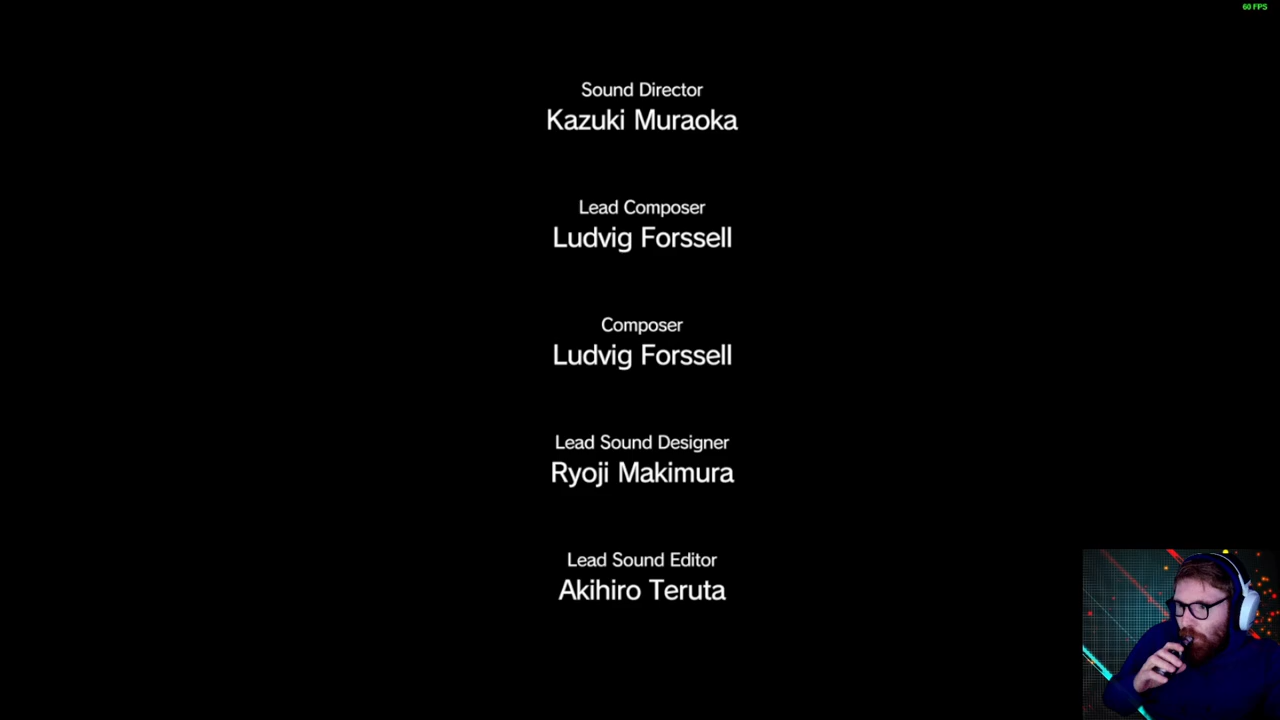 60 FPS
Sound Director
Kazuki Muraoka
Lead Composer
Ludvig Forssell
Composer
Ludvig Forssell
Lead Sound Designer
Ryoji Makimura
Lead Sound Editor
Akihiro Teruta